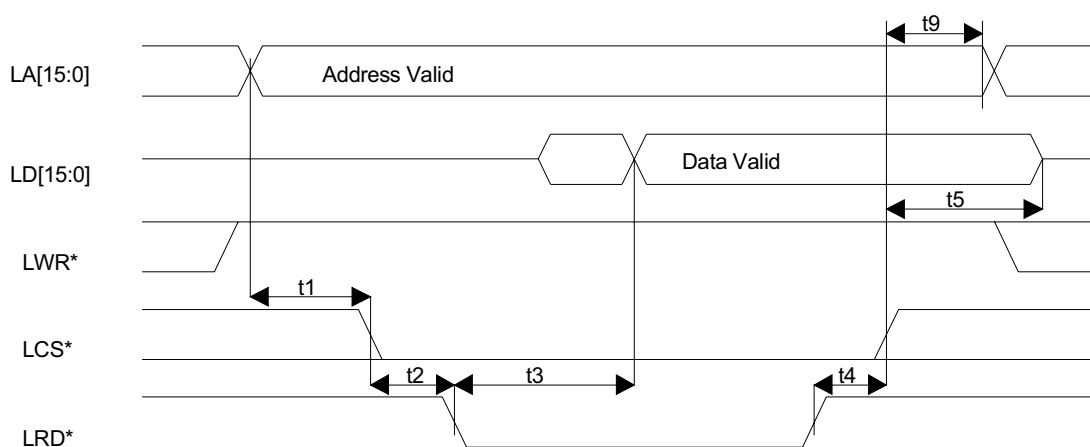 t9
LA[15:0] Address Valid
LD[15:0] Data Valid
t5
LWR*
t1
LCS*
t2 t3 t4
LRD*